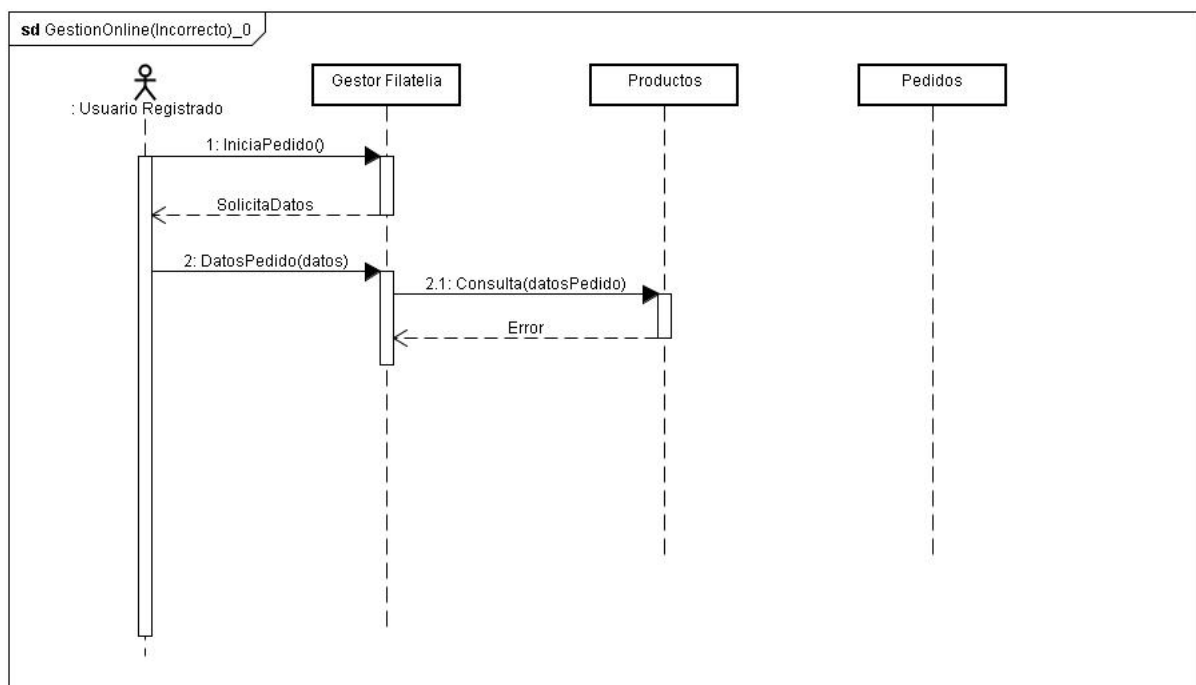 sd GestionOnline(Incorrecto)_0
: Usuario Registrado
Gestor Filatelia
Productos
Pedidos
1: IniciaPedido()
SolicitaDatos
2: DatosPedido(datos)
2.1: Consulta(datosPedido)
Error